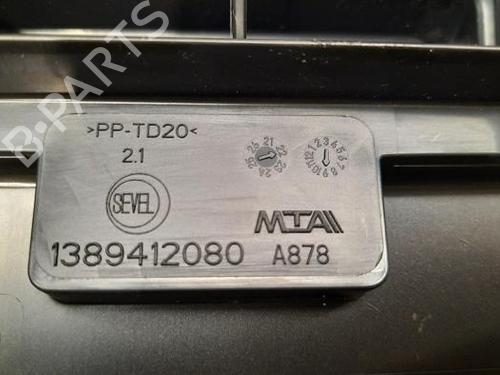 B-PARTS
>PP-TD20<
2.1
SEVEL
MTA
1389412080 A878